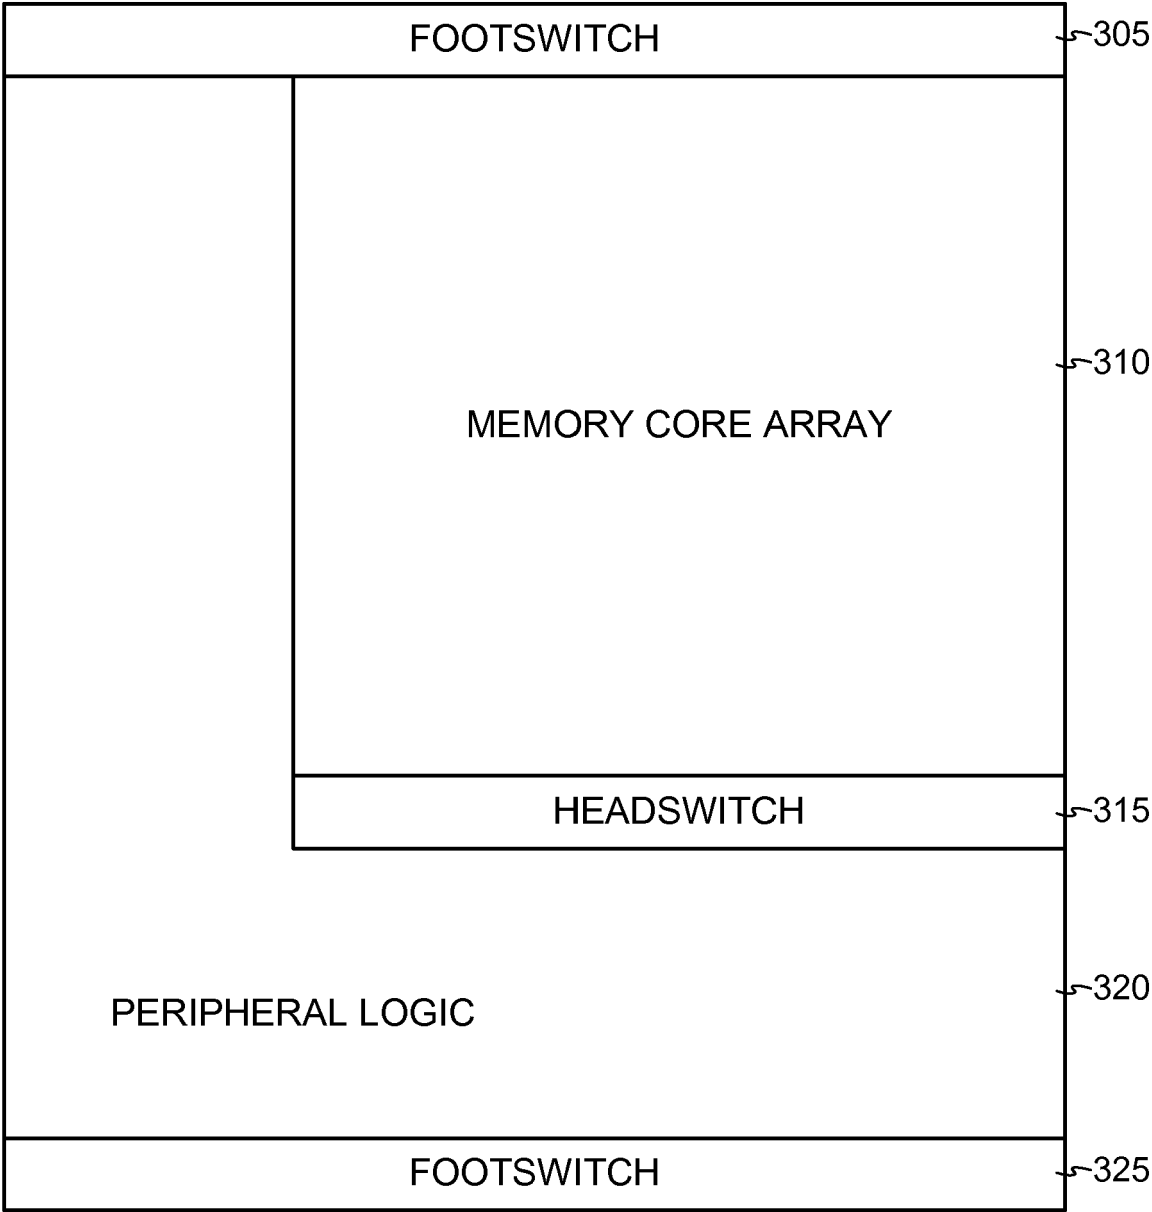 FOOTSWITCH
305
310
MEMORY CORE ARRAY
HEADSWITCH
315
320
PERIPHERAL LOGIC
FOOTSWITCH
325